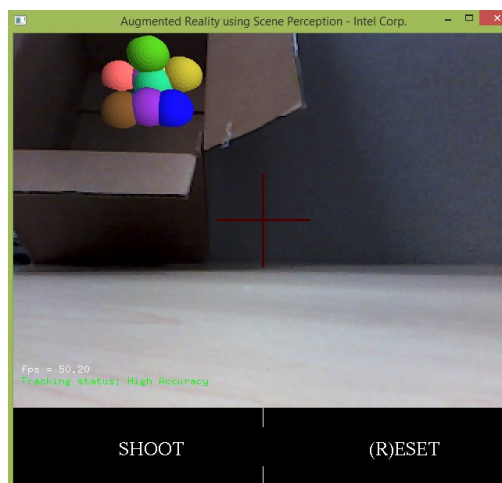 Augmented Reality using Scene Perception - Intel Corp.
fps = 50,20
Tracking status: High Accuracy
SHOOT
(R)ESET